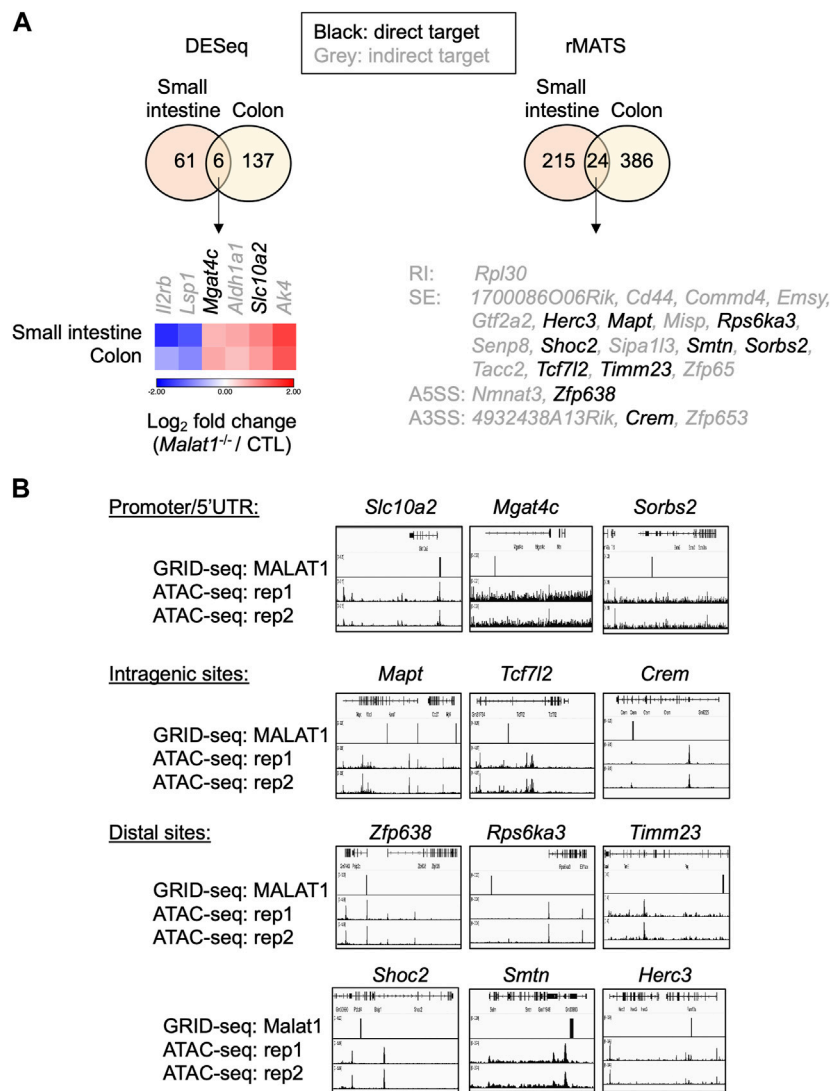 A
Black: direct target
Grey: indirect target
DESeq
rMATS
Small
intestine
Colon
61
6
137
Small
intestine
Colon
215
24
386
Il2rb
Lsp1
Mgat4c
Aldh1a1
Slc10a2
Ak4
Small intestine
Colon
-2.00
0.00
2.00
Log2 fold change
(Malat1-/- / CTL)
RI: Rpl30
SE: 1700086O06Rik, Cd44, Commd4, Emsy,
Gtf2a2, Herc3, Mapt, Misp, Rps6ka3,
Senp8, Shoc2, Sipa1l3, Smtn, Sorbs2,
Tacc2, Tcf7l2, Timm23, Zfp65
A5SS: Nmnat3, Zfp638
A3SS: 4932438A13Rik, Crem, Zfp653
B
Promoter/5'UTR:
Slc10a2
Mgat4c
Sorbs2
GRID-seq: MALAT1
ATAC-seq: rep1
ATAC-seq: rep2
Intragenic sites:
Mapt
Tcf7l2
Crem
GRID-seq: MALAT1
ATAC-seq: rep1
ATAC-seq: rep2
Distal sites:
Zfp638
Rps6ka3
Timm23
GRID-seq: MALAT1
ATAC-seq: rep1
ATAC-seq: rep2
Shoc2
Smtn
Herc3
GRID-seq: Malat1
ATAC-seq: rep1
ATAC-seq: rep2